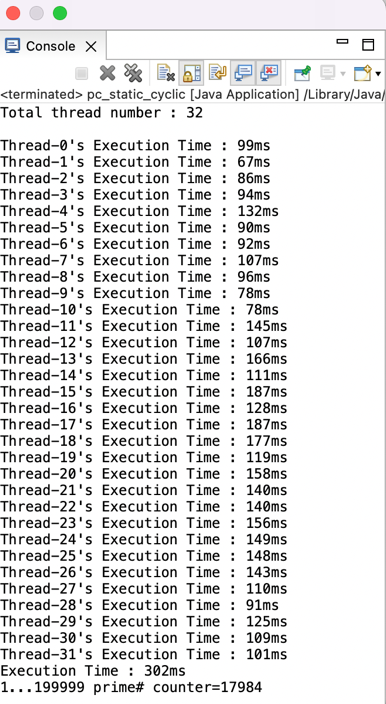 Console
<terminated> pc_static_cyclic [Java Application] /Library/Java/
Total thread number : 32
Thread-0's Execution Time : 99ms
Thread-1's Execution Time : 67ms
Thread-2's Execution Time : 86ms
Thread-3's Execution Time : 94ms
Thread-4's Execution Time : 132ms
Thread-5's Execution Time : 90ms
Thread-6's Execution Time : 92ms
Thread-7's Execution Time : 107ms
Thread-8's Execution Time : 96ms
Thread-9's Execution Time : 78ms
Thread-10's Execution Time : 78ms
Thread-11's Execution Time : 145ms
Thread-12's Execution Time : 107ms
Thread-13's Execution Time : 166ms
Thread-14's Execution Time : 111ms
Thread-15's Execution Time : 187ms
Thread-16's Execution Time : 128ms
Thread-17's Execution Time : 187ms
Thread-18's Execution Time : 177ms
Thread-19's Execution Time : 119ms
Thread-20's Execution Time : 158ms
Thread-21's Execution Time : 140ms
Thread-22's Execution Time : 140ms
Thread-23's Execution Time : 156ms
Thread-24's Execution Time : 149ms
Thread-25's Execution Time : 148ms
Thread-26's Execution Time : 143ms
Thread-27's Execution Time : 110ms
Thread-28's Execution Time : 91ms
Thread-29's Execution Time : 125ms
Thread-30's Execution Time : 109ms
Thread-31's Execution Time : 101ms
Execution Time : 302ms
1...199999 prime# counter=17984